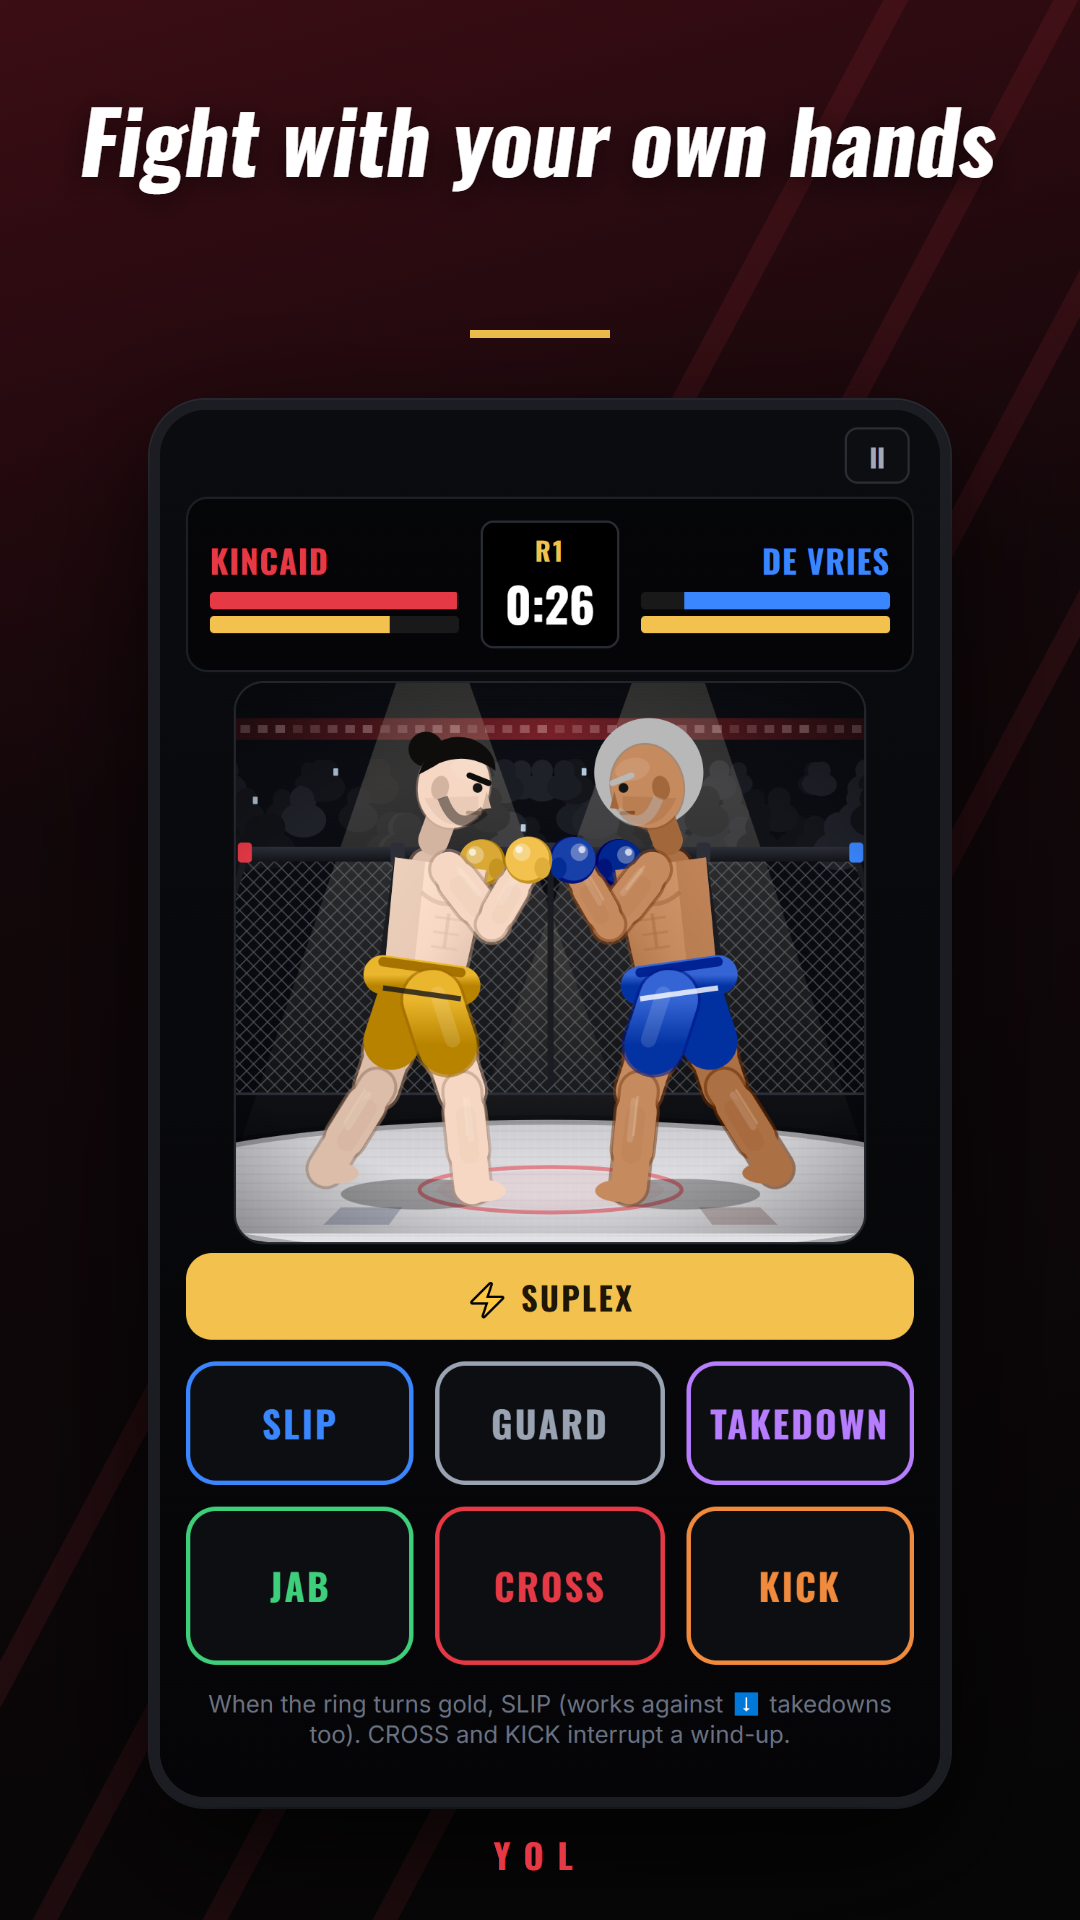 Fight with your own hands
KINCAID
R1
0:26
DE VRIES
SUPLEX
SLIP
GUARD
TAKEDOWN
JAB
CROSS
KICK
When the ring turns gold, SLIP (works against ⬇️ takedowns
too). CROSS and KICK interrupt a wind-up.
YOL